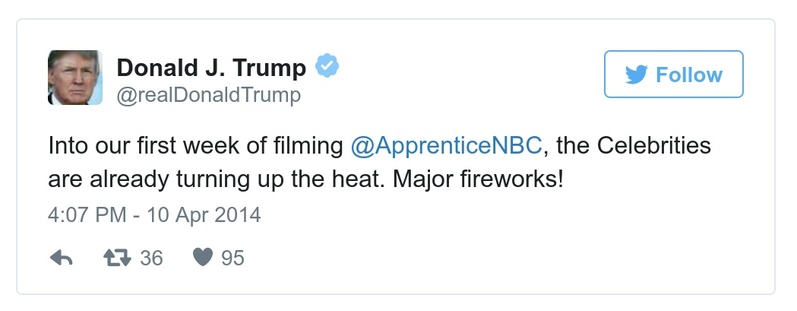 Donald J. Trump
@realDonaldTrump
Follow
Into our first week of filming @ApprenticeNBC, the Celebrities
are already turning up the heat. Major fireworks!
4:07 PM - 10 Apr 2014
36 95